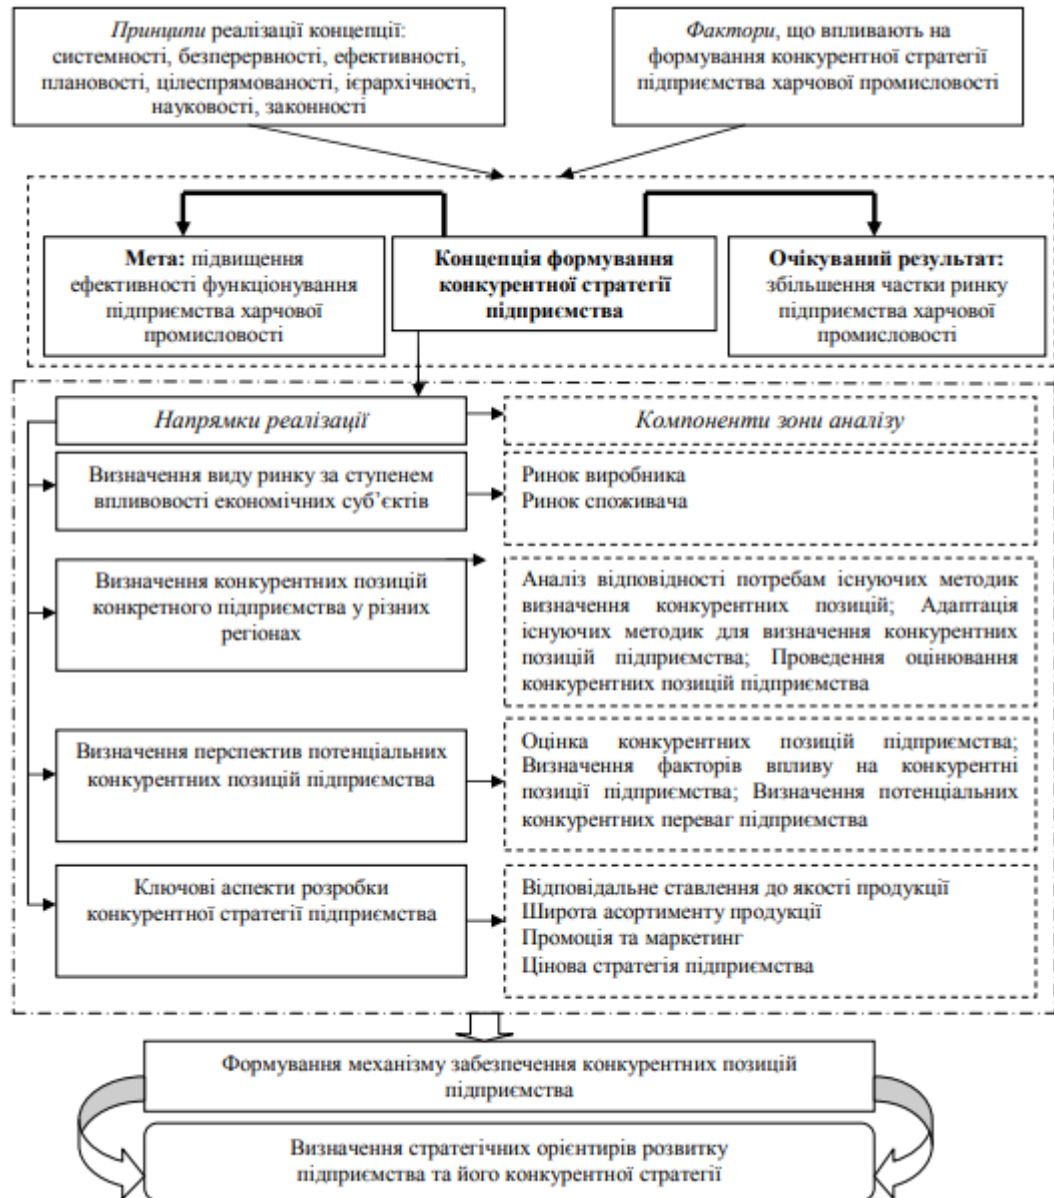 Принципи реалізації концепції:
системності, безперервності, ефективності,
плановості, цілеспрямованості, ієрархічності,
науковості, законності
Фактори, що впливають на
формування конкурентної стратегії
підприємства харчової промисловості
Мета: підвищення
ефективності функціонування
підприємства харчової
промисловості
Концепція формування
конкурентної стратегії
підприємства
Очікуваний результат:
збільшення частки ринку
підприємства харчової
промисловості
Напрямки реалізації
Компоненти зони аналізу
Визначення виду ринку за ступенем
впливовості економічних суб’єктів
Ринок виробника
Ринок споживача
Визначення конкурентних позицій
конкретного підприємства у різних
регіонах
Аналіз відповідності потребам існуючих методик
визначення конкурентних позицій; Адаптація
існуючих методик для визначення конкурентних
позицій підприємства; Проведення оцінювання
конкурентних позицій підприємства
Визначення перспектив потенціальних
конкурентних позицій підприємства
Оцінка конкурентних позицій підприємства;
Визначення факторів впливу на конкурентні
позиції підприємства; Визначення потенціальних
конкурентних переваг підприємства
Ключові аспекти розробки
конкурентної стратегії підприємства
Відповідальне ставлення до якості продукції
Широта асортименту продукції
Промоція та маркетинг
Цінова стратегія підприємства
Формування механізму забезпечення конкурентних позицій
підприємства
Визначення стратегічних орієнтирів розвитку
підприємства та його конкурентної стратегії